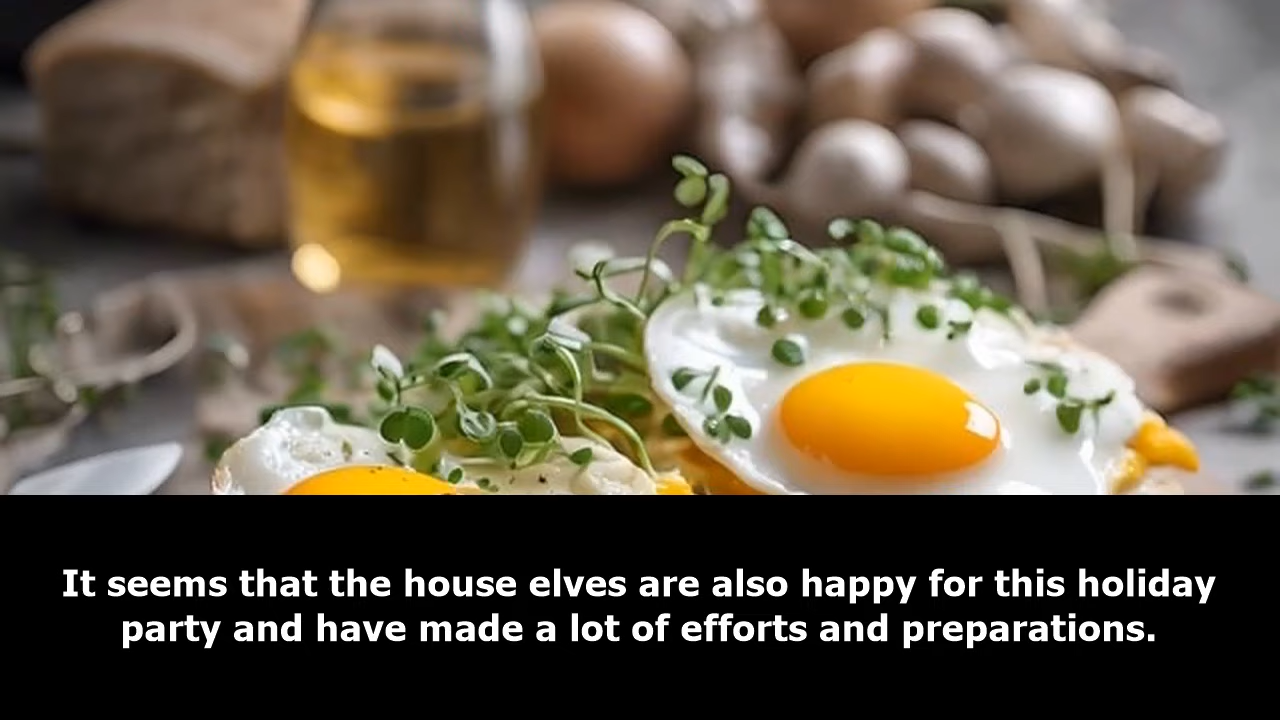 It seems that the house elves are also happy for this holiday
party and have made a lot of efforts and preparations.